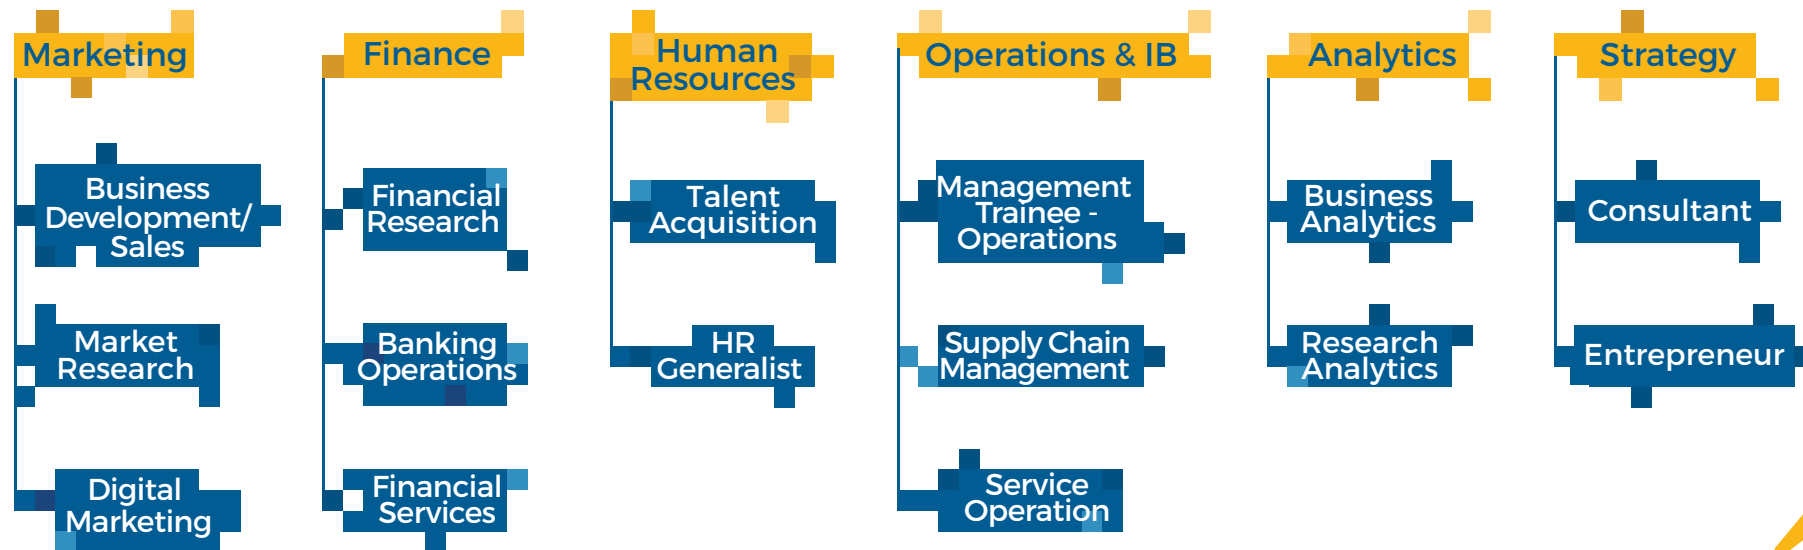 Marketing
Business
Development/
Sales
Market
Research
Digital
Marketing
Finance
Financial
Research
Banking
Operations
Financial
Services
Human
Resources
Talent
Acquisition
HR
Generalist
Operations & IB
Management
Trainee -
Operations
Supply Chain
Management
Service
Operation
Analytics
Business
Analytics
Research
Analytics
Strategy
Consultant
Entrepreneur